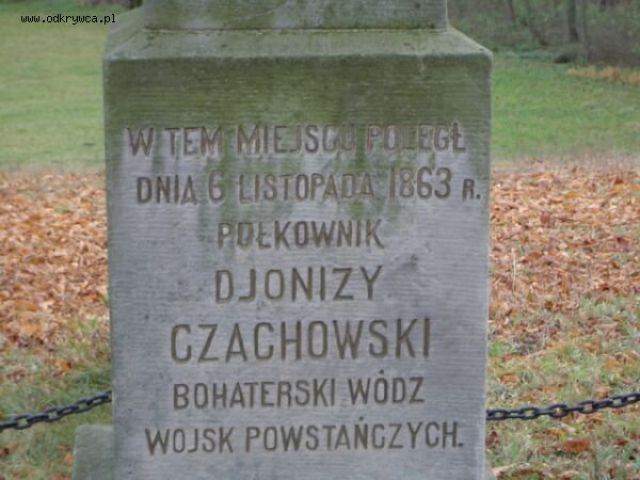 www.odkrywca.pl
W TEM MIEJSCU POLEGŁ
DNIA 6 LISTOPADA 1863 R.
PUŁKOWNIK
DJONIZY
CZACHOWSKI
BOHATERSKI WÓDZ
WOJSK POWSTAŃCZYCH.